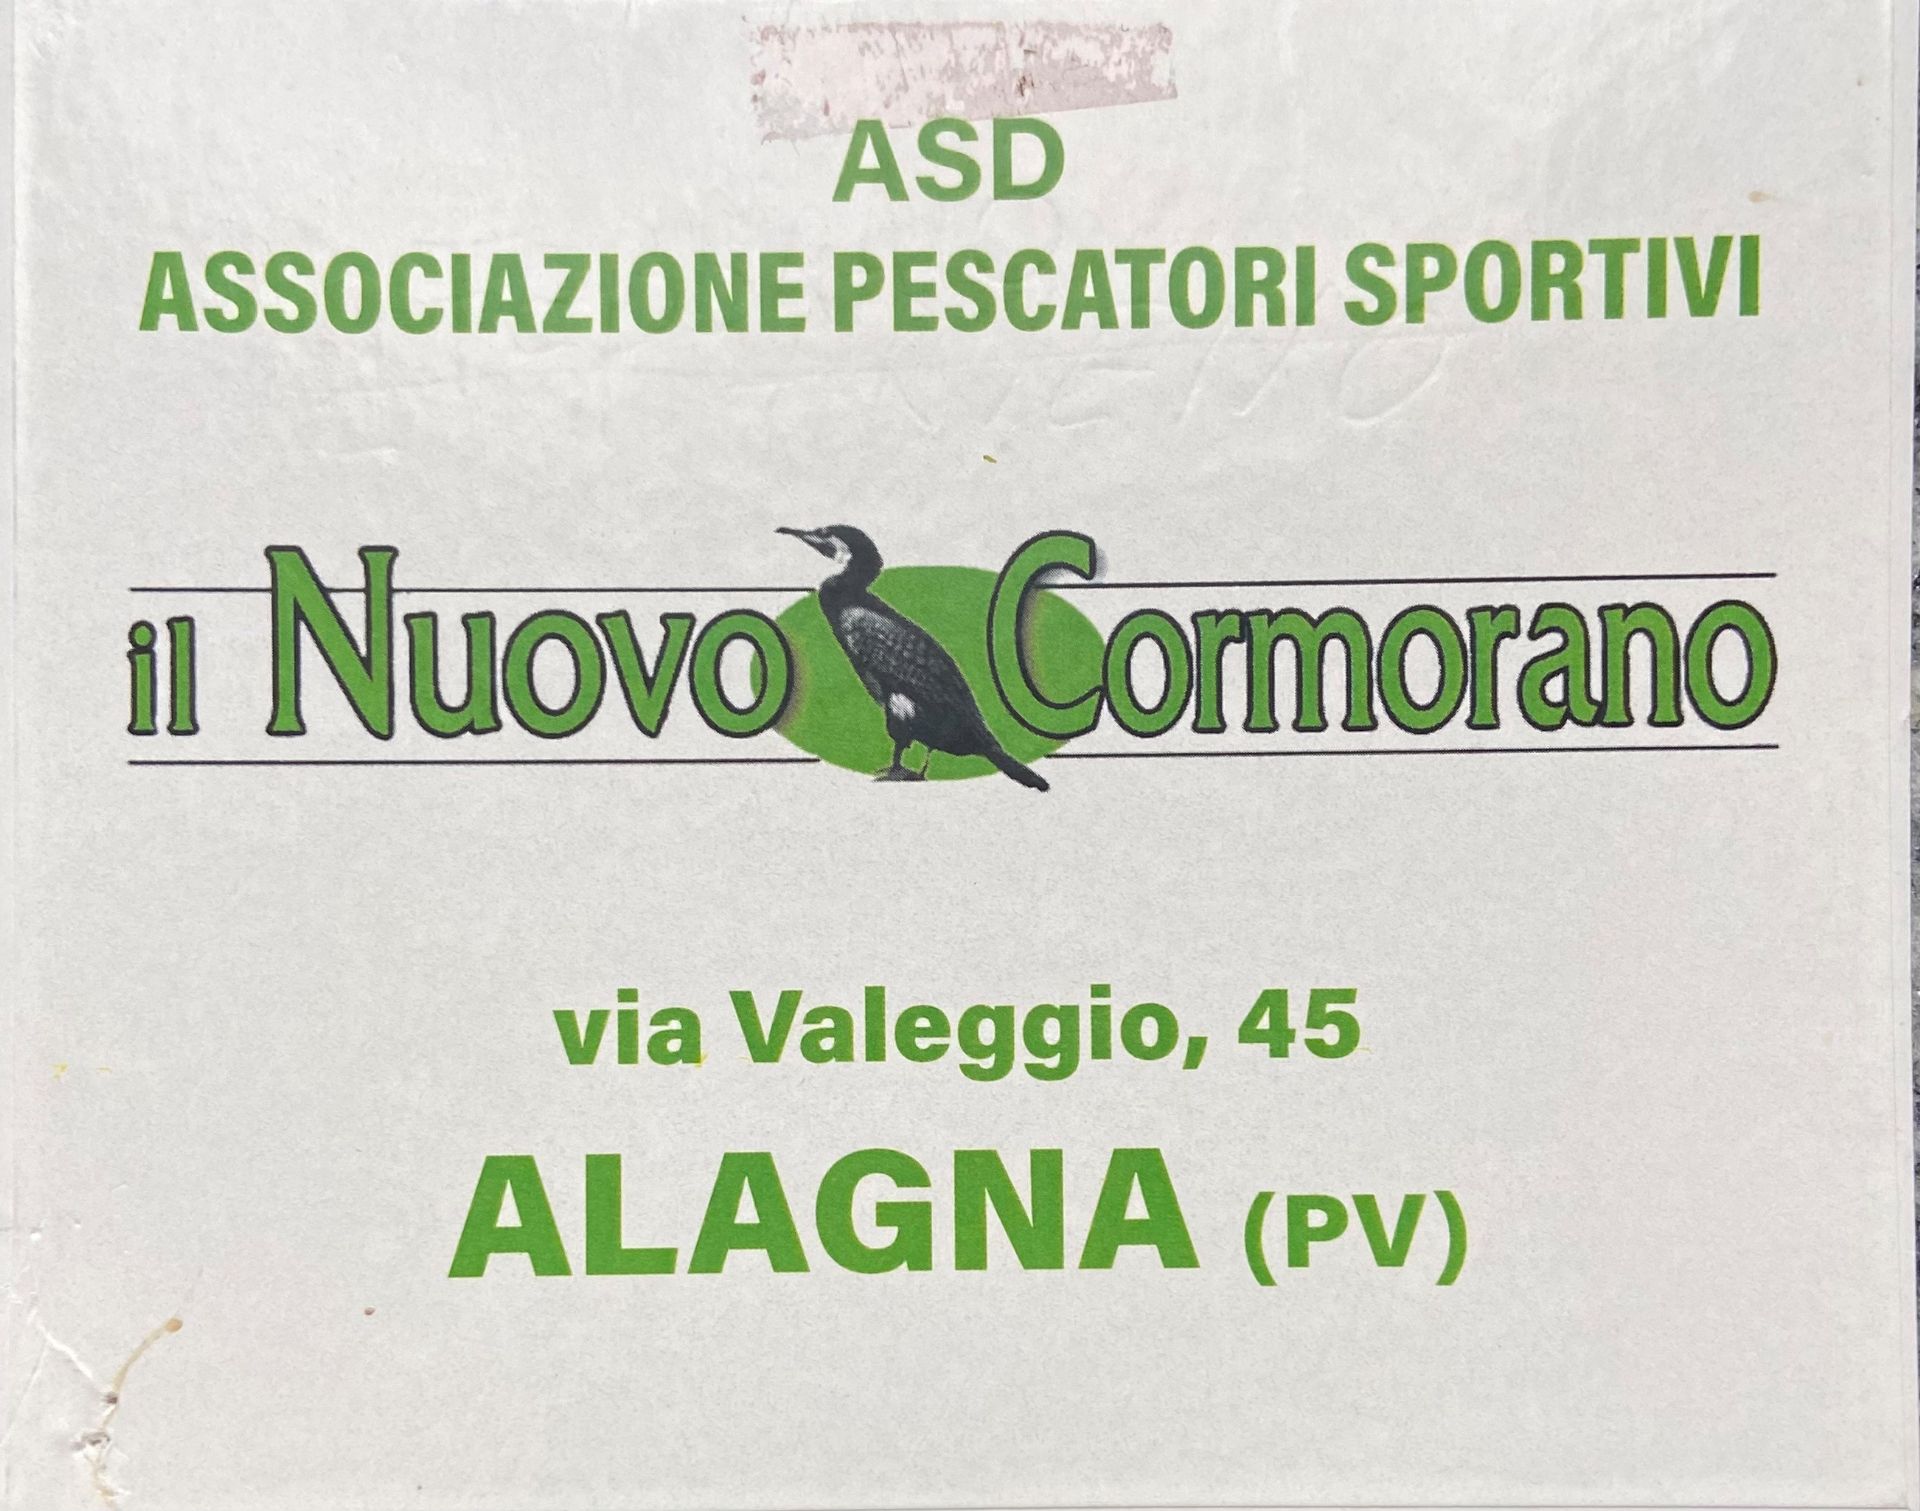 ASD
ASSOCIAZIONE PESCATORI SPORTIVI
il Nuovo Cormorano
via Valeggio, 45
ALAGNA (PV)